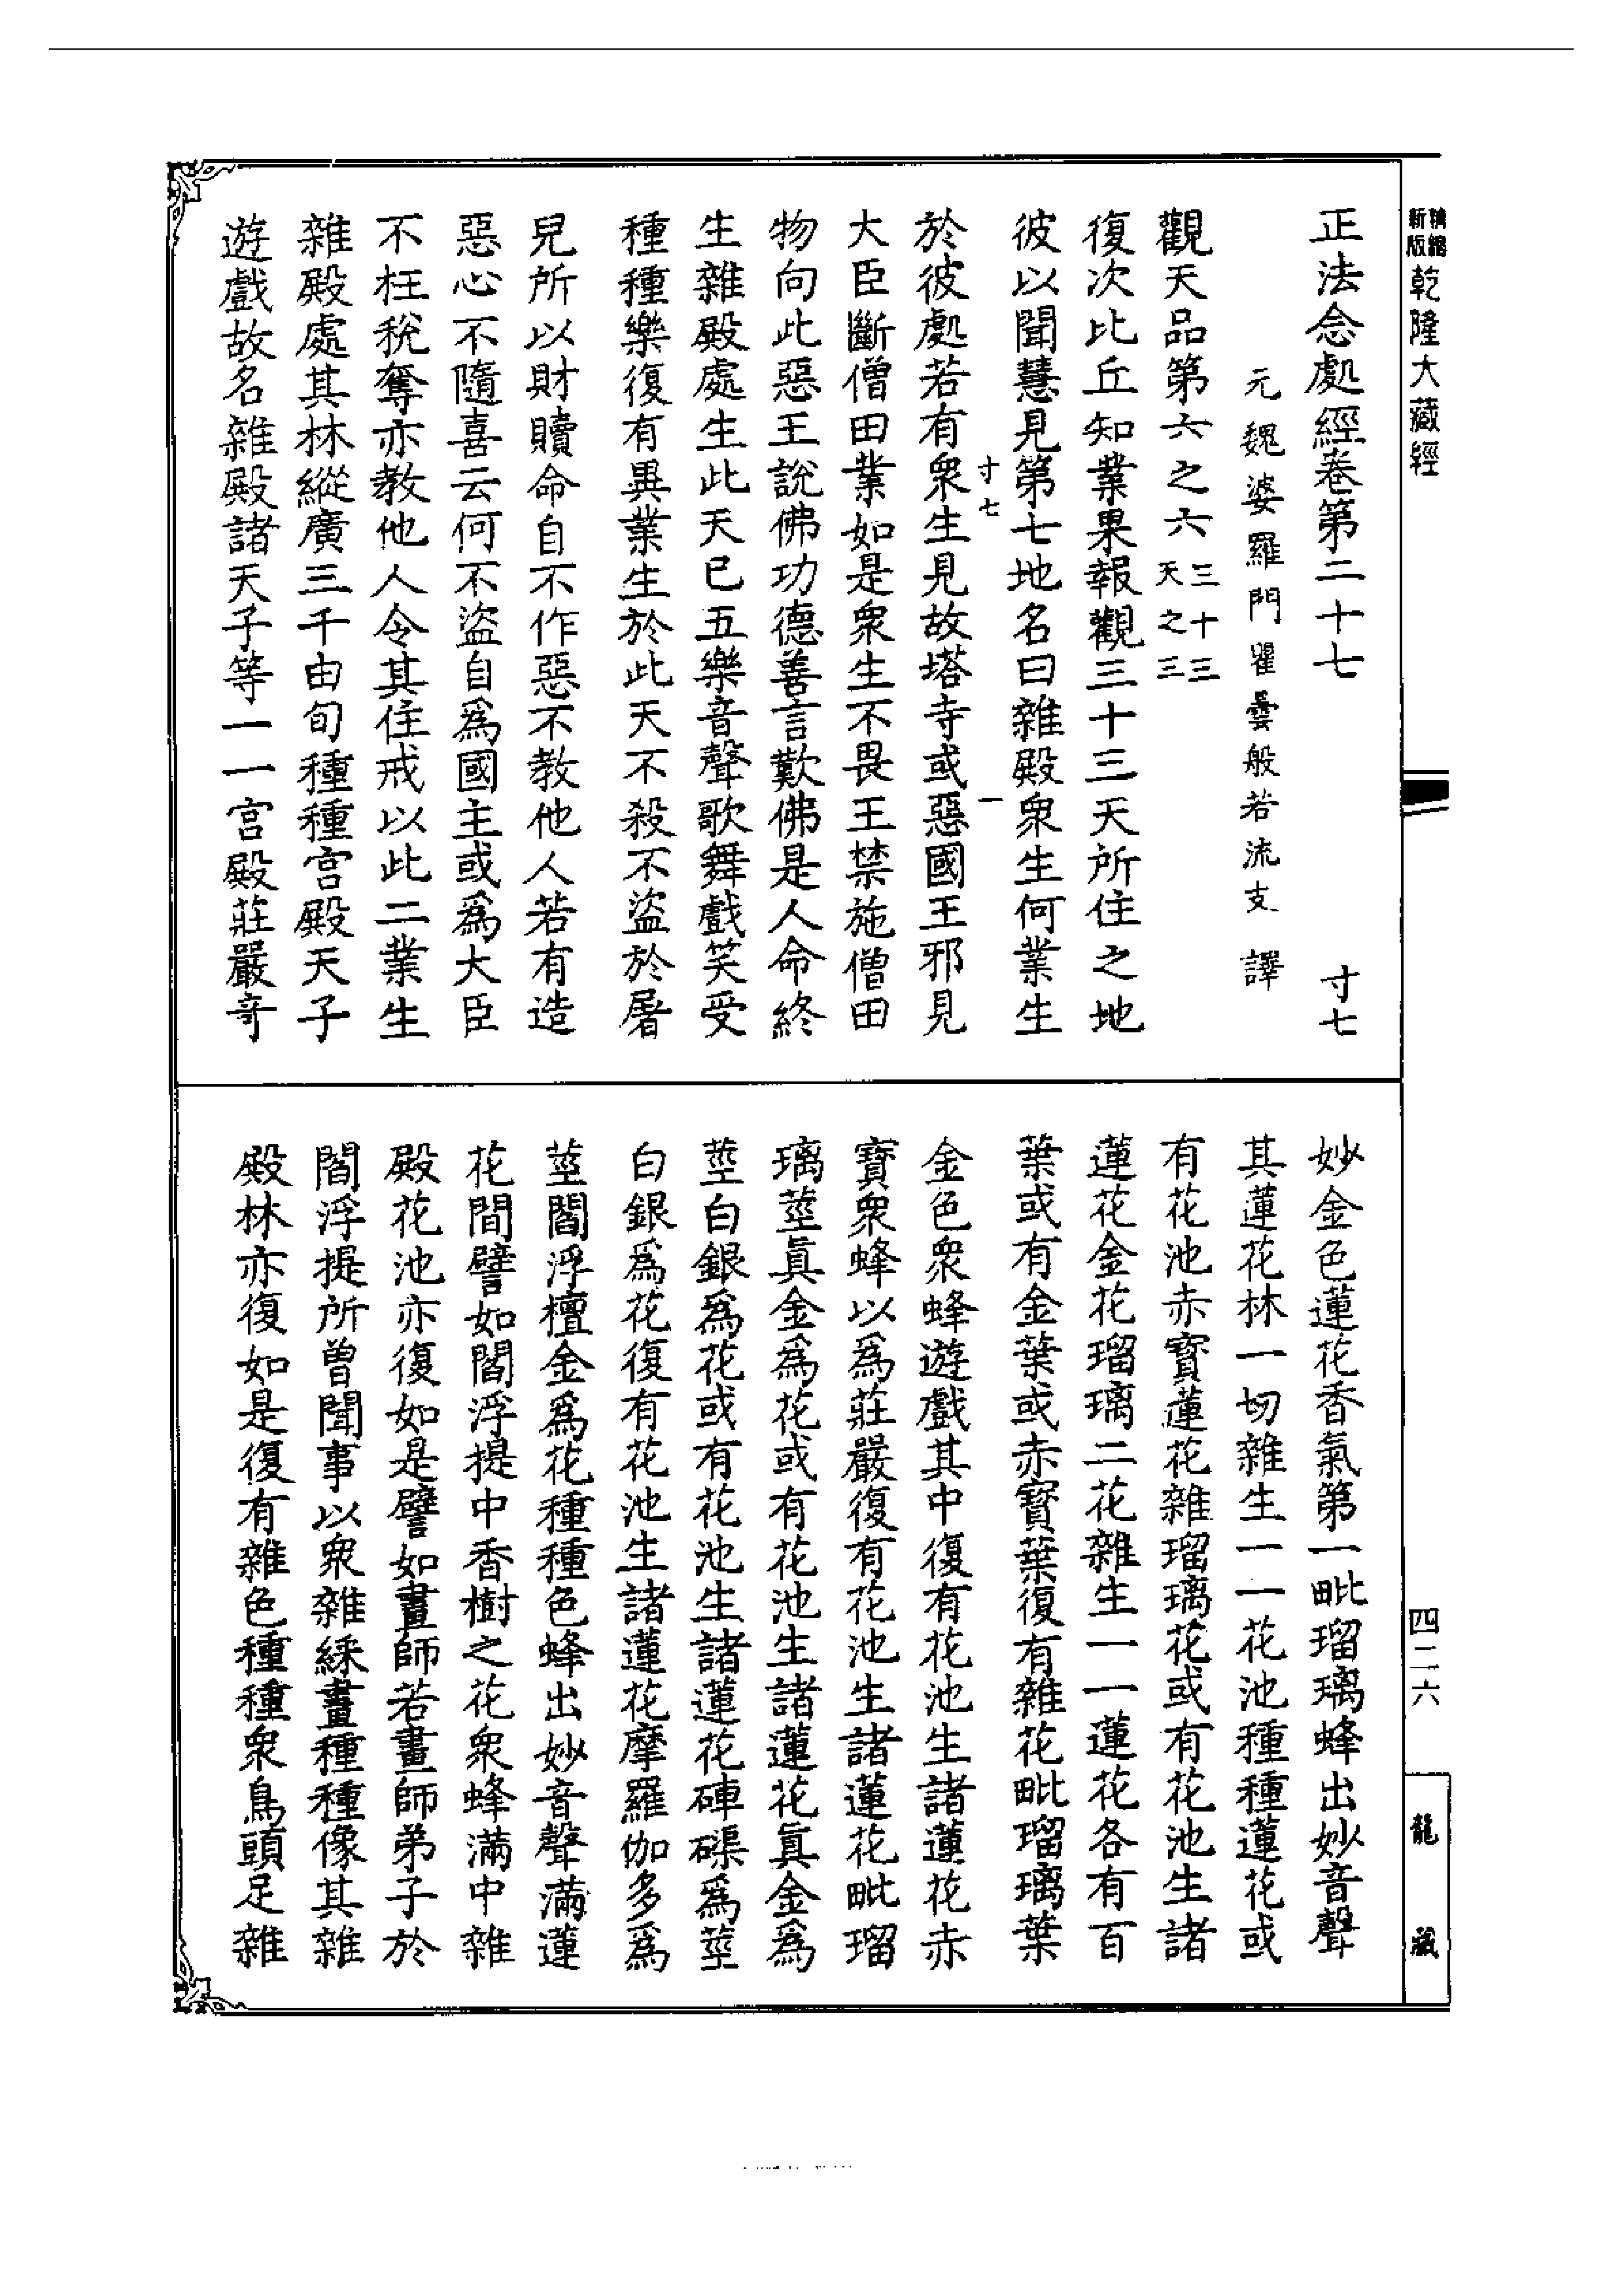 新版精縮乾隆大藏經
正法念處經卷第二十七 寸七
元魏婆羅門瞿曇般若流支 譯
觀天品第六之六 三十三天之三
復次比丘知業果報觀三十三天所住之地
彼以聞慧見第七地名曰雜殿衆生何業生
寸七 一
於彼處若有衆生見故塔寺或惡國王邪見
大臣斷僧田業如是衆生不畏王禁施僧田
物向此惡王說佛功德善言歎佛是人命終
生雜殿處生此天已五樂音聲歌舞戲笑受
種種樂復有異業生於此天不殺不盜於屠
兒所以財贖命自不作惡不教他人若有造
惡心不隨喜云何不盜自爲國主或爲大臣
不枉稅奪亦教他人令其住戒以此二業生
雜殿處其林縱廣三千由旬種種宮殿天子
遊戲故名雜殿諸天子等一一宮殿莊嚴奇
妙金色蓮花香氣第一毗瑠璃蜂出妙音聲
其蓮花林一切雜生一一花池種種蓮花或
有花池赤寶蓮花雜瑠璃花或有花池生諸
蓮花金花瑠璃二花雜生一一蓮花各有百
葉或有金葉或赤寶葉復有雜花毗瑠璃葉
金色衆蜂遊戲其中復有花池生諸蓮花赤
寶衆蜂以爲莊嚴復有花池生諸蓮花毗瑠
璃莖眞金爲花或有花池生諸蓮花眞金爲
莖白銀爲花或有花池生諸蓮花硨磲爲莖
白銀爲花復有花池生諸蓮花摩羅伽多爲
莖閻浮檀金爲花種種色蜂出妙音聲滿蓮
花間譬如閻浮提中香樹之花衆蜂滿中雜
殿花池亦復如是譬如畫師若畫師弟子於
閻浮提所曾聞事以衆雜綵畫種種像其雜
殿林亦復如是復有雜色種種衆鳥頭足雜
四二六
龍藏